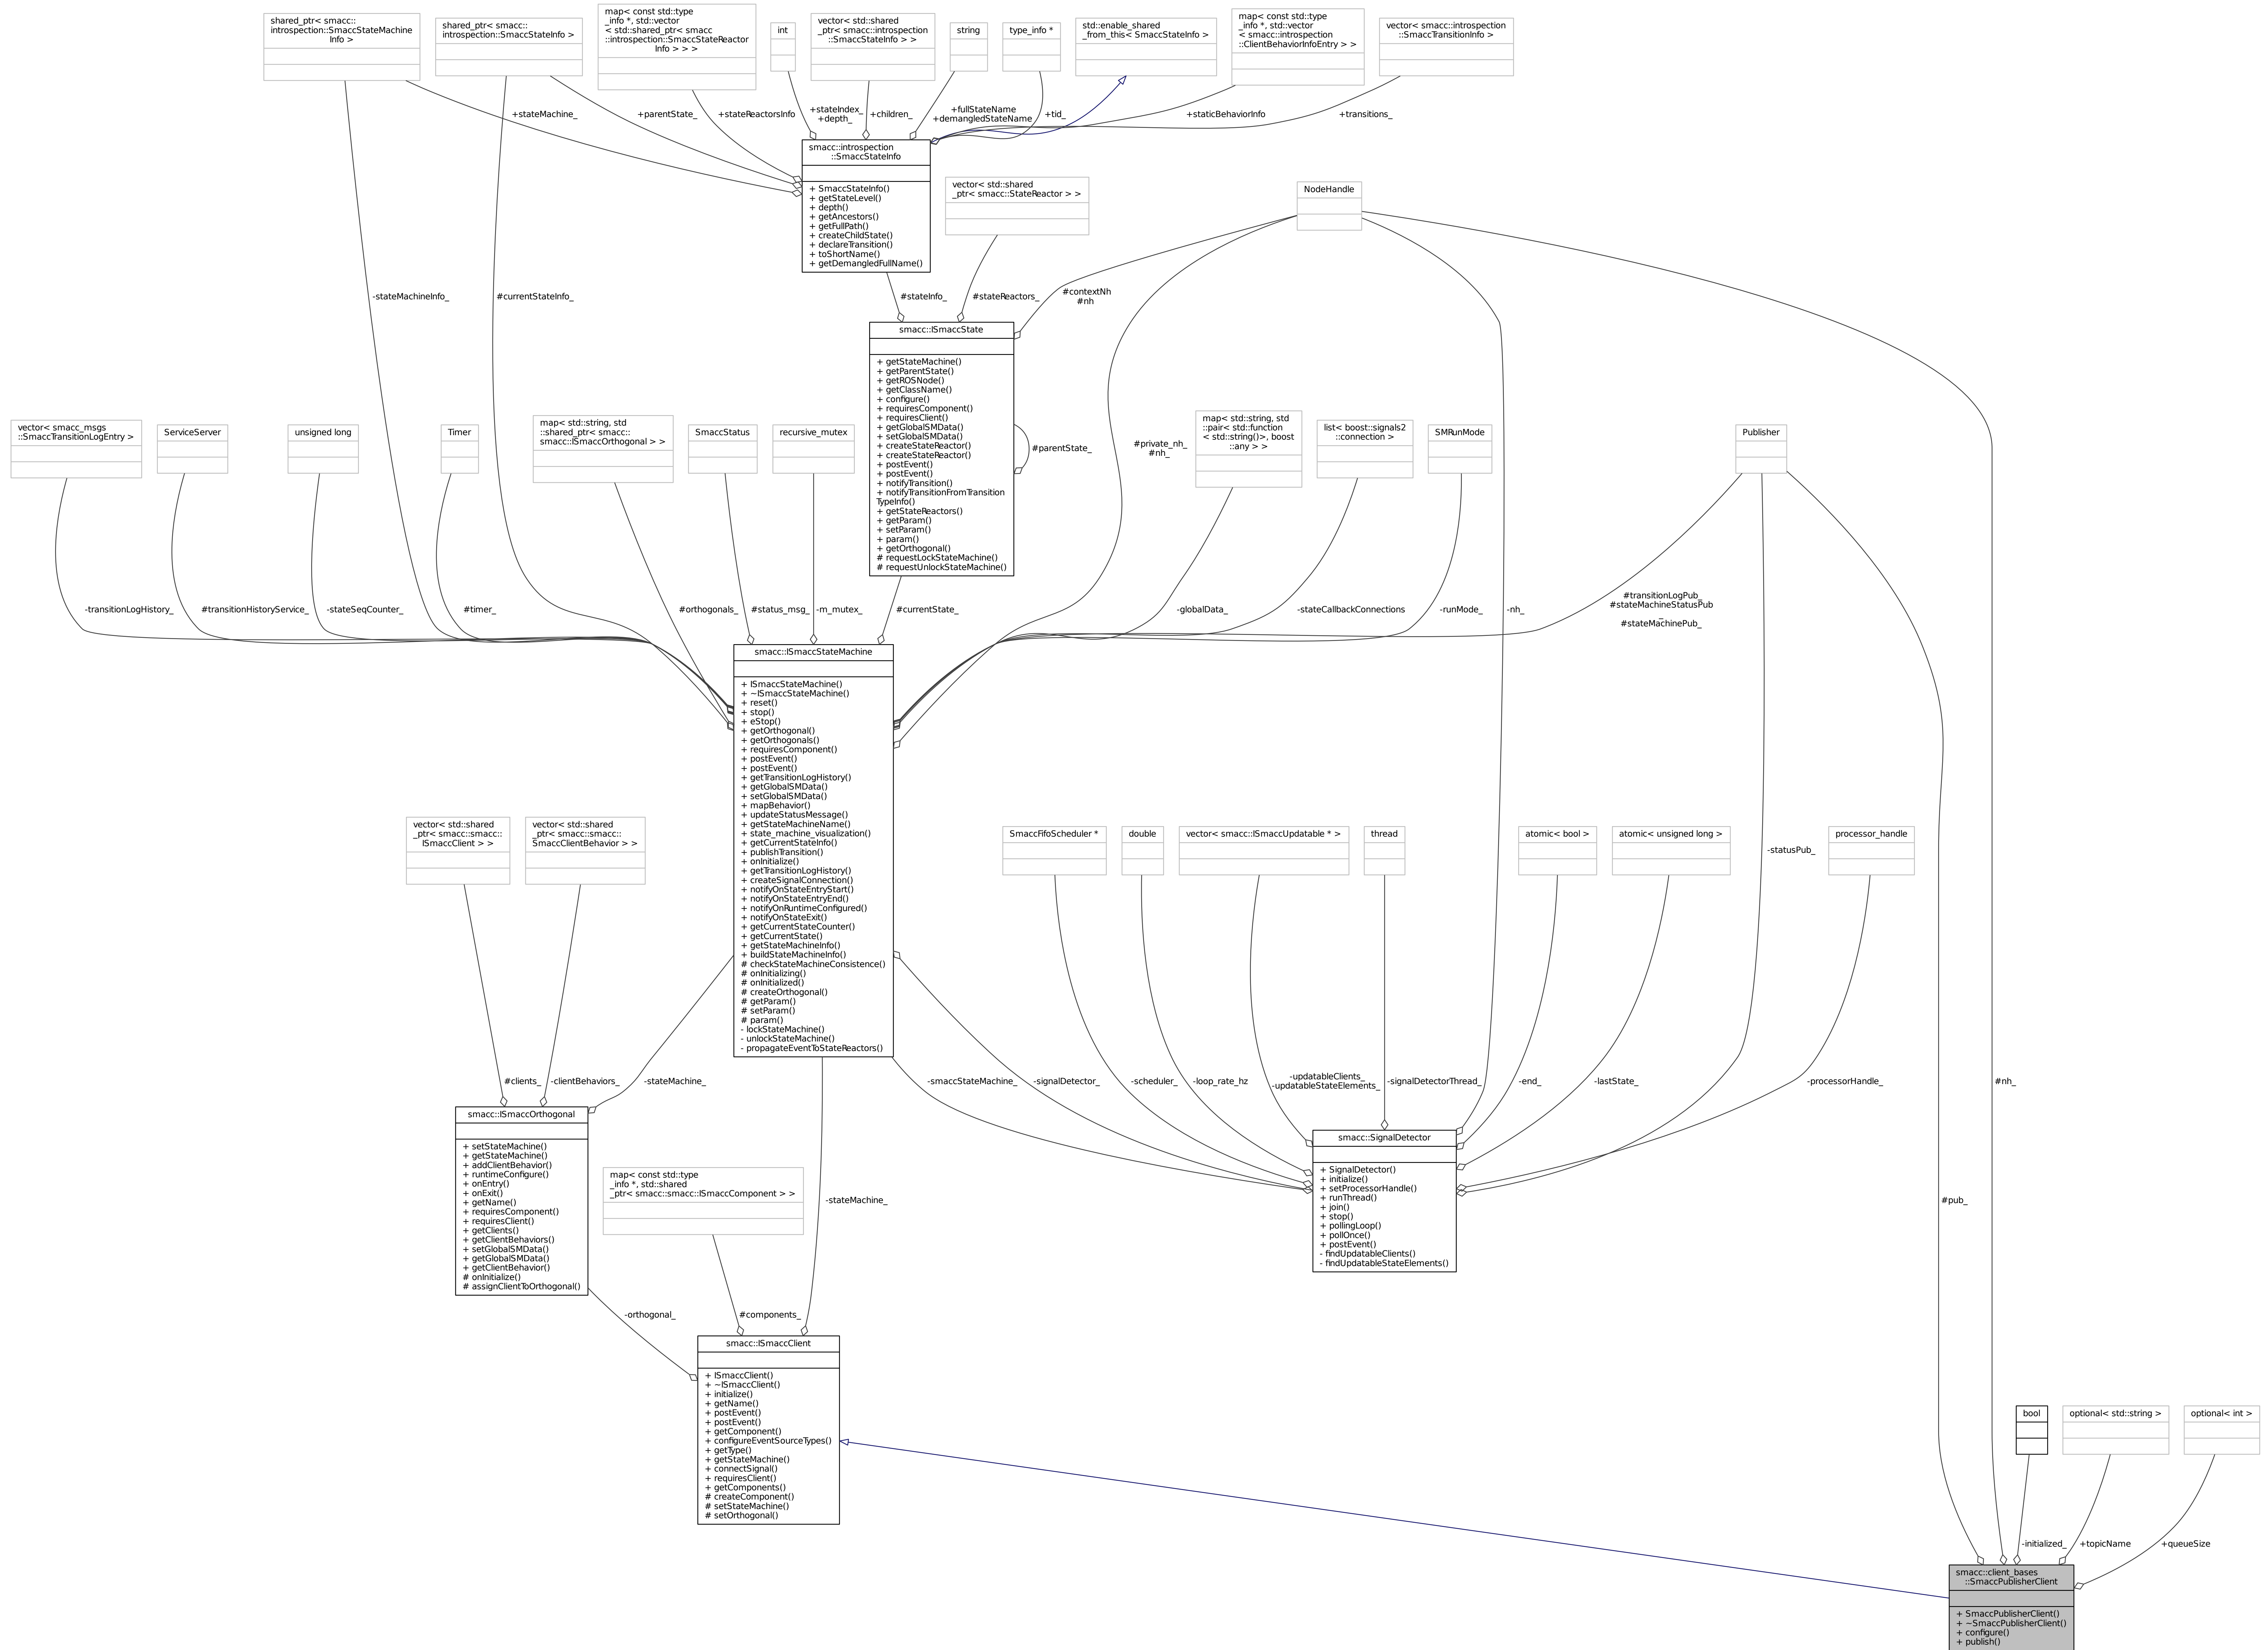 shared_ptr< smacc::
introspection::SmaccStateMachine
Info >
shared_ptr< smacc::
introspection::SmaccStateInfo >
map< const std::type
_info *, std::vector
< std::shared_ptr< smacc
::introspection::SmaccStateReactor
Info > > >
int
vector< std::shared
_ptr< smacc::introspection
::SmaccStateInfo > >
string
type_info *
std::enable_shared
_from_this< SmaccStateInfo >
map< const std::type
_info *, std::vector
< smacc::introspection
::ClientBehaviorInfoEntry > >
vector< smacc::introspection
::SmaccTransitionInfo >
+stateMachine_
+parentState_
+stateReactorsInfo
+stateIndex_
+depth_
+children_
+fullStateName
+demangledStateName
+tid_
+staticBehaviorInfo
+transitions_
smacc::introspection
::SmaccStateInfo
+ SmaccStateInfo()
+ getStateLevel()
+ depth()
+ getAncestors()
+ getFullPath()
+ createChildState()
+ declareTransition()
+ toShortName()
+ getDemangledFullName()
vector< std::shared
_ptr< smacc::StateReactor > >
NodeHandle
-stateMachineInfo_
#currentStateInfo_
#stateInfo_
#stateReactors_
#contextNh
#nh
smacc::ISmaccState
+ getStateMachine()
+ getParentState()
+ getROSNode()
+ getClassName()
+ configure()
+ requiresComponent()
+ requiresClient()
+ getGlobalSMData()
+ setGlobalSMData()
+ createStateReactor()
+ createStateReactor()
+ postEvent()
+ postEvent()
+ notifyTransition()
+ notifyTransitionFromTransition
TypeInfo()
+ getStateReactors()
+ getParam()
+ setParam()
+ param()
+ getOrthogonal()
# requestLockStateMachine()
# requestUnlockStateMachine()
#parentState_
#private_nh_
#nh_
vector< smacc_msgs
::SmaccTransitionLogEntry >
ServiceServer
unsigned long
Timer
map< std::string, std
::shared_ptr< smacc::
smacc::ISmaccOrthogonal > >
SmaccStatus
recursive_mutex
map< std::string, std
::pair< std::function
< std::string()>, boost
::any > >
list< boost::signals2
::connection >
SMRunMode
Publisher
-transitionLogHistory_
#transitionHistoryService_
-stateSeqCounter_
#timer_
#orthogonals_
#status_msg_
-m_mutex_
#currentState_
-globalData_
-stateCallbackConnections
-runMode_
-nh_
#transitionLogPub_
#stateMachineStatusPub
_
#stateMachinePub_
smacc::ISmaccStateMachine
+ ISmaccStateMachine()
+ ~ISmaccStateMachine()
+ reset()
+ stop()
+ eStop()
+ getOrthogonal()
+ getOrthogonals()
+ requiresComponent()
+ postEvent()
+ postEvent()
+ getTransitionLogHistory()
+ getGlobalSMData()
+ setGlobalSMData()
+ mapBehavior()
+ updateStatusMessage()
+ getStateMachineName()
+ state_machine_visualization()
+ getCurrentStateInfo()
+ publishTransition()
+ onInitialize()
+ getTransitionLogHistory()
+ createSignalConnection()
+ notifyOnStateEntryStart()
+ notifyOnStateEntryEnd()
+ notifyOnRuntimeConfigured()
+ notifyOnStateExit()
+ getCurrentStateCounter()
+ getCurrentState()
+ getStateMachineInfo()
+ buildStateMachineInfo()
# checkStateMachineConsistence()
# onInitializing()
# onInitialized()
# createOrthogonal()
# getParam()
# setParam()
# param()
- lockStateMachine()
- unlockStateMachine()
- propagateEventToStateReactors()
vector< std::shared
_ptr< smacc::smacc::
ISmaccClient > >
vector< std::shared
_ptr< smacc::smacc::
SmaccClientBehavior > >
SmaccFifoScheduler *
double
vector< smacc::ISmaccUpdatable * >
thread
atomic< bool >
atomic< unsigned long >
-statusPub_
processor_handle
#clients_
-clientBehaviors_
-stateMachine_
-smaccStateMachine_
-signalDetector_
-scheduler_
-loop_rate_hz
-updatableClients_
-updatableStateElements_
-signalDetectorThread_
-end_
-lastState_
-processorHandle_
#nh_
smacc::ISmaccOrthogonal
+ setStateMachine()
+ getStateMachine()
+ addClientBehavior()
+ runtimeConfigure()
+ onEntry()
+ onExit()
+ getName()
+ requiresComponent()
+ requiresClient()
+ getClients()
+ getClientBehaviors()
+ setGlobalSMData()
+ getGlobalSMData()
+ getClientBehavior()
# onInitialize()
# assignClientToOrthogonal()
map< const std::type
_info *, std::shared
_ptr< smacc::smacc::ISmaccComponent > >
-stateMachine_
smacc::SignalDetector
+ SignalDetector()
+ initialize()
+ setProcessorHandle()
+ runThread()
+ join()
+ stop()
+ pollingLoop()
+ pollOnce()
+ postEvent()
- findUpdatableClients()
- findUpdatableStateElements()
#pub_
-orthogonal_
#components_
smacc::ISmaccClient
+ ISmaccClient()
+ ~ISmaccClient()
+ initialize()
+ getName()
+ postEvent()
+ postEvent()
+ getComponent()
+ configureEventSourceTypes()
+ getType()
+ getStateMachine()
+ connectSignal()
+ requiresClient()
+ getComponents()
# createComponent()
# setStateMachine()
# setOrthogonal()
bool
optional< std::string >
optional< int >
-initialized_
+topicName
+queueSize
smacc::client_bases
::SmaccPublisherClient
+ SmaccPublisherClient()
+ ~SmaccPublisherClient()
+ configure()
+ publish()